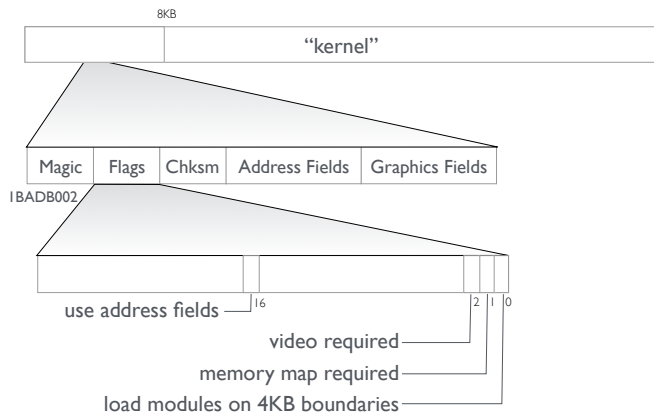 8KB
“kernel”
Magic Flags Chksm Address Fields Graphics Fields
1BADB002
use address fields 16 2 1 0
video required
memory map required
load modules on 4KB boundaries